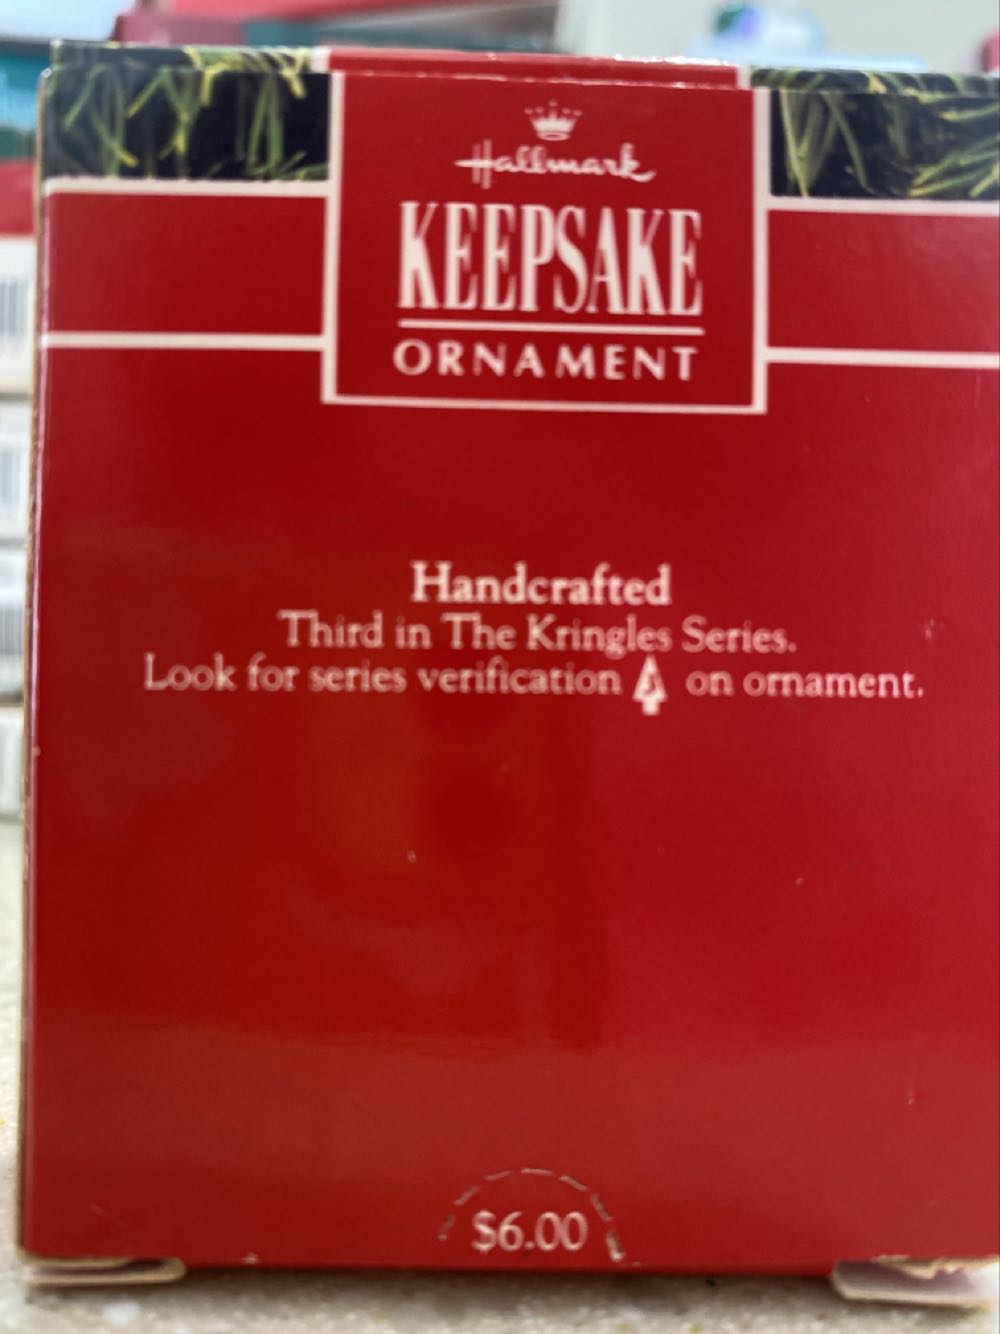 Hallmark
KEEPSAKE
ORNAMENT
Handcrafted
Third in The Kringles Series.
Look for series verification on ornament.
$6.00